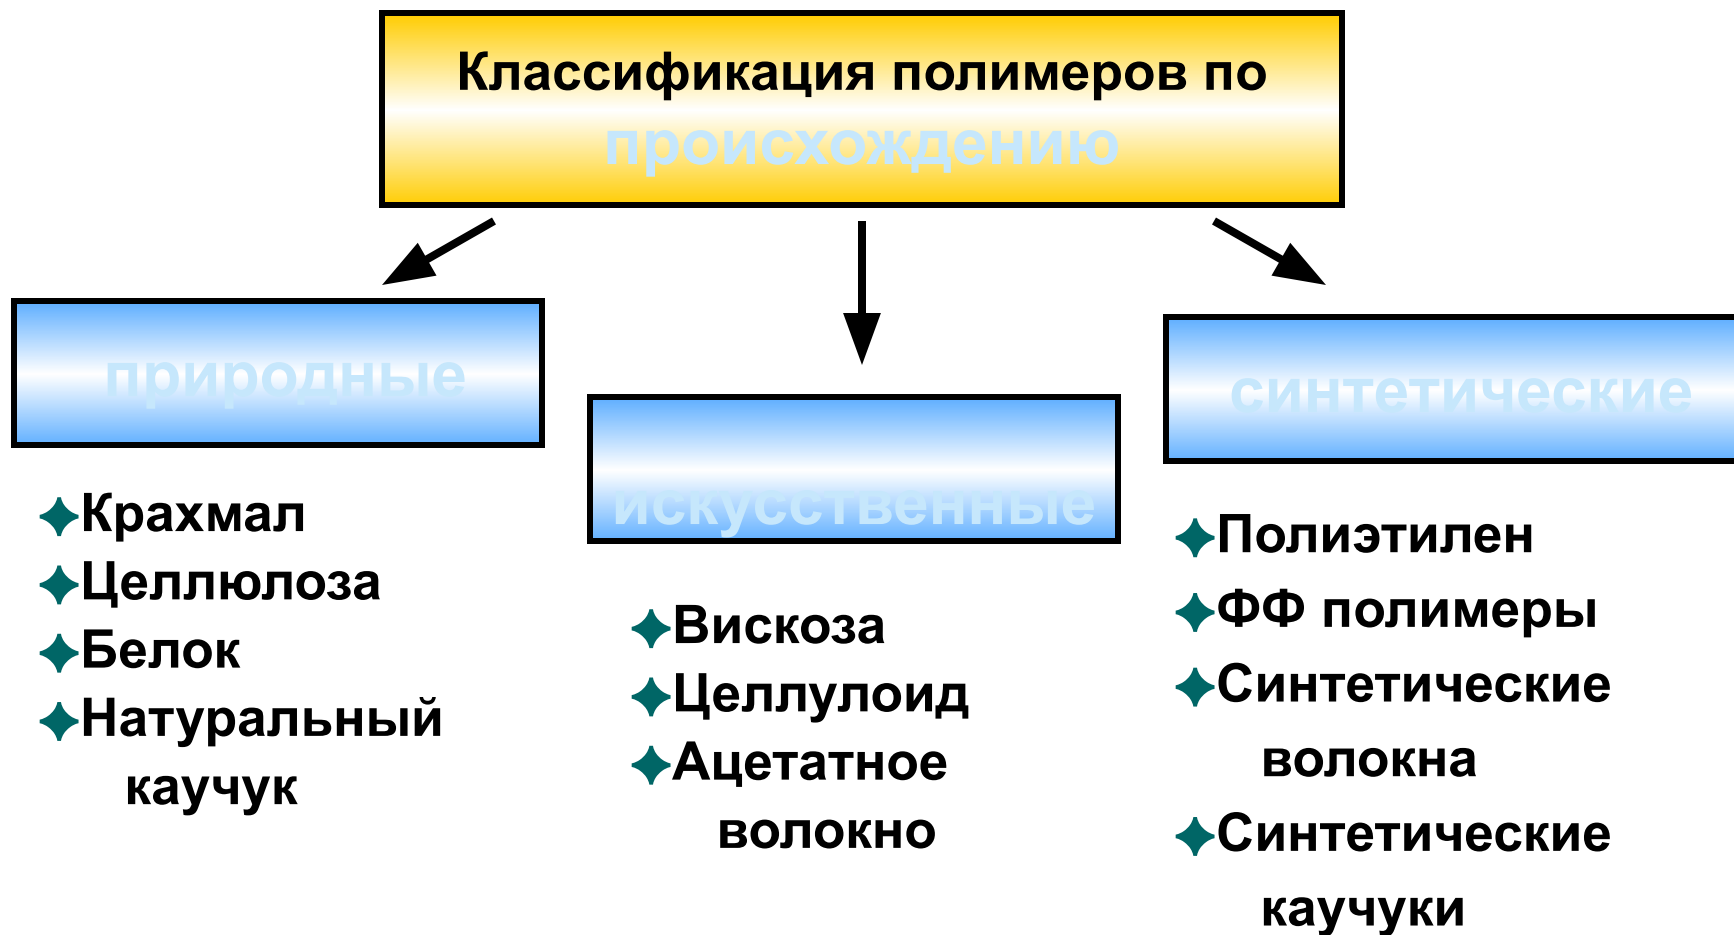 Классификация полимеров по
происхождению
природные
Крахмал
Целлюлоза
Белок
Натуральный
каучук
искусственные
Вискоза
Целлулоид
Ацетатное
волокно
синтетические
Полиэтилен
ФФ полимеры
Синтетические
волокна
Синтетические
каучуки